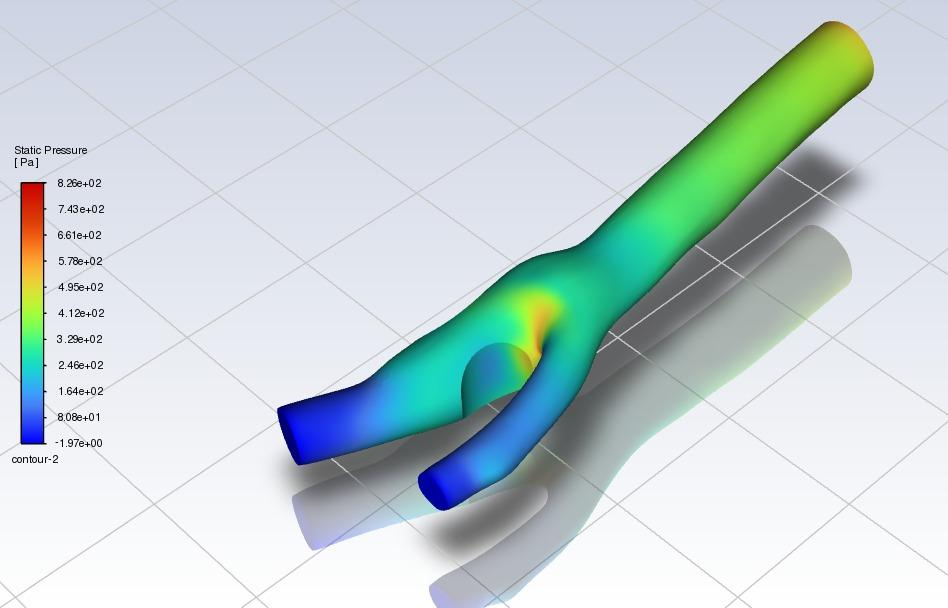 Static Pressure
[ Pa ]
8.26e+02
7.43e+02
6.61e+02
5.78e+02
4.95e+02
4.12e+02
3.29e+02
2.46e+02
1.64e+02
8.08e+01
-1.97e+00
contour-2